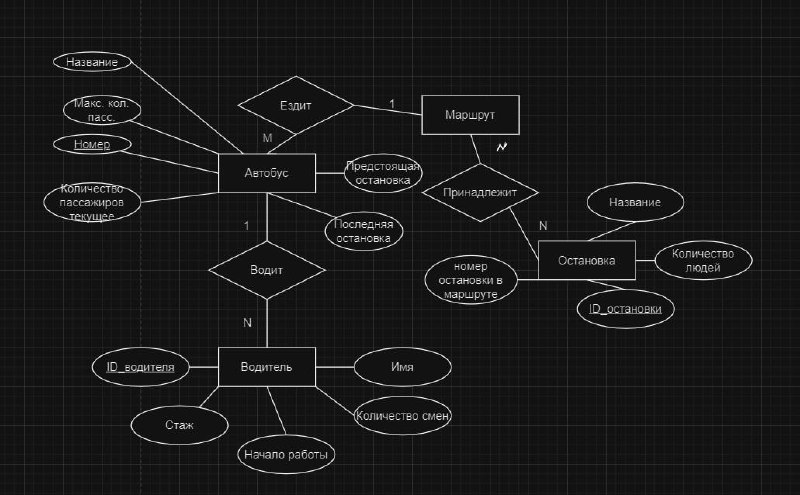 Название
Макс. кол.
пасс.
Номер
Количество
пассажиров
текущее
Ездит
1
Маршрут
М
Автобус
Предстоящая
остановка
Последняя
остановка
Принадлежит
N
Название
Остановка
Количество
людей
номер
остановки в
маршруте
ID_остановки
1
Водит
N
ID_водителя
Водитель
Имя
Стаж
Количество смен
Начало работы